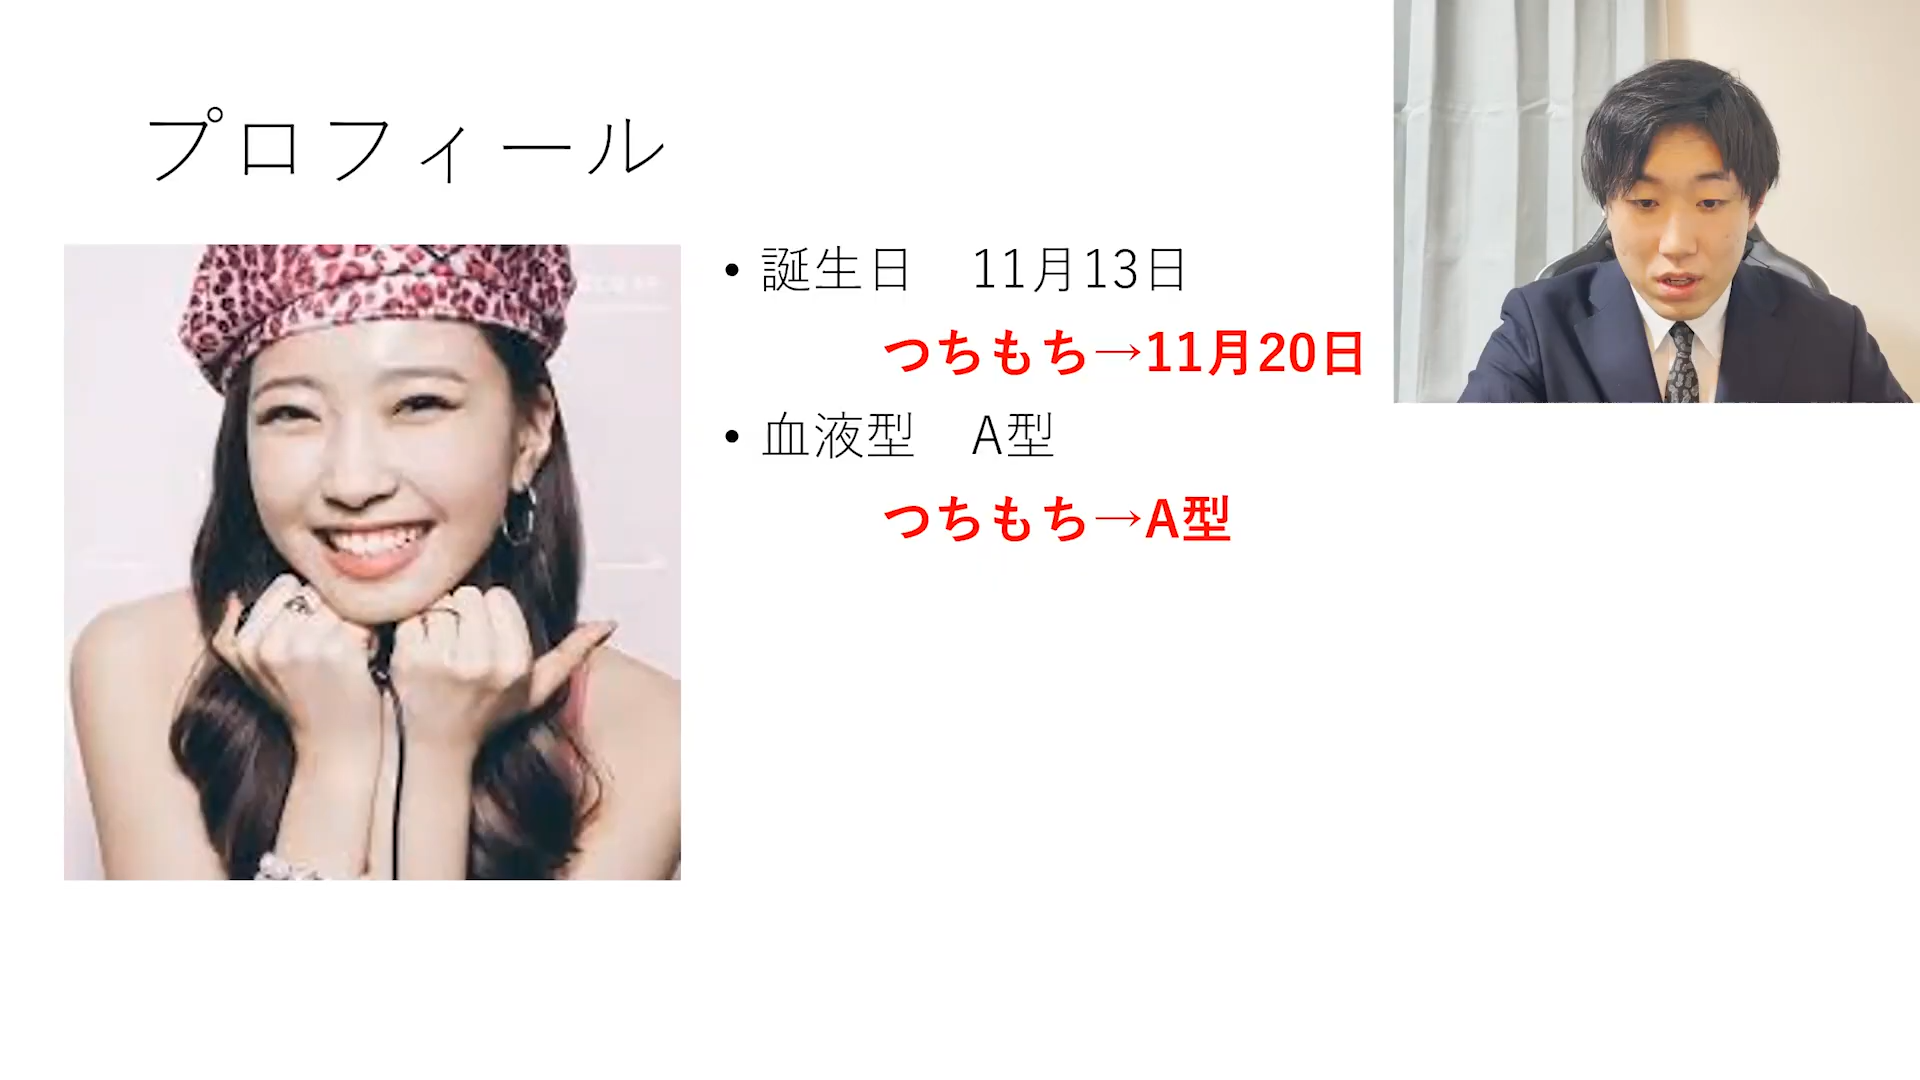 プロフィール
• 誕生日　11月13日
つちもち→11月20日
• 血液型　A型
つちもち→A型